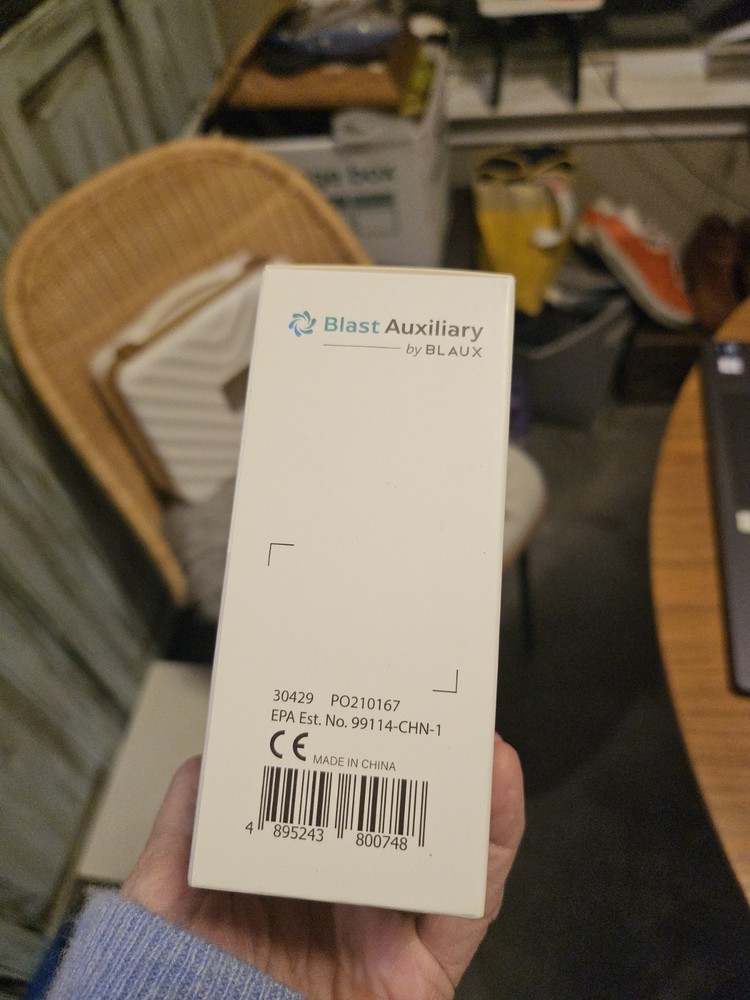 Blast Auxiliary
by BLAUX
30429 PO210167
EPA Est. No. 99114-CHN-1
CE MADE IN CHINA
4 895243 800748
box